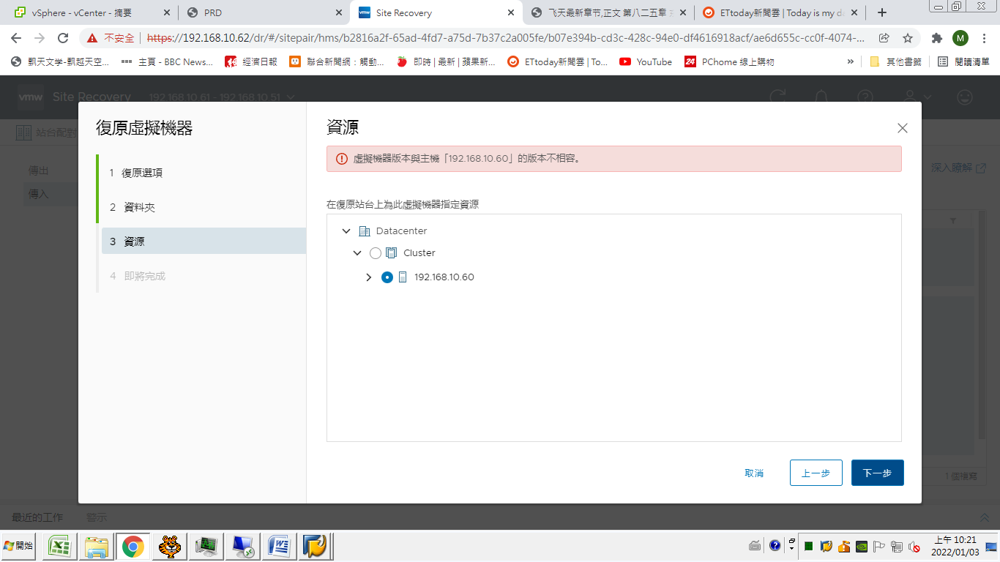 vSphere - vCenter - 摘要
PRD
Site Recovery
飞天最新章节,正文 第八二五章
ETtoday新聞雲 | Today is my da
不安全
https://192.168.10.62/dr/#/sitepair/hms/b2816a2f-65ad-4fd7-a75d-7b37c2a005fe/b07e394b-cd3c-428c-94e0-df4616918acf/ae6d655c-cc0f-4074-...
M
飄天文学-飄越天空...
主頁 - BBC News...
經濟日報
聯合新聞網：觸動...
即時 | 最新 | 蘋果新...
ETtoday新聞雲 | To...
YouTube
24
PChome 線上購物
»
其他書籤
閱讀清單
vmw
Site Recovery
192.168.10.61 - 192.168.10.51
站台配對
傳出
傳入
深入瞭解
復原虛擬機器
1 復原選項
2 資料夾
3 資源
4 即將完成
資源
虛擬機器版本與主機「192.168.10.60」的版本不相容。
在復原站台上為此虛擬機器指定資源
Datacenter
Cluster
192.168.10.60
取消
上一步
下一步
1 個複寫
最近的工作
警示
開始
上午 10:21
2022/01/03